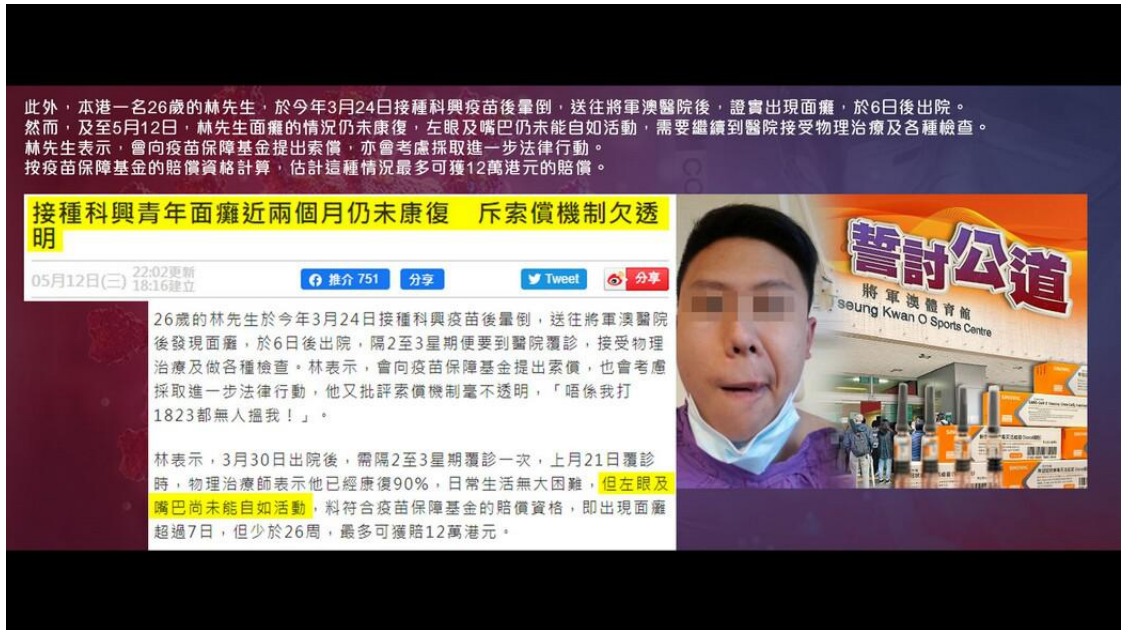 此外，本港一名26歲的林先生，於今年3月24日接種科興疫苗後暈倒，送往將軍澳醫院後，證實出現面癱，於6日後出院。
然而，及至5月12日，林先生面癱的情況仍未康復，左眼及嘴巴仍未能自如活動，需要繼續到醫院接受物理治療及各種檢查。
林先生表示，會向疫苗保障基金提出索償，亦會考慮採取進一步法律行動。
按疫苗保障基金的賠償資格計算，估計這種情況最多可獲12萬港元的賠償。
接種科興青年面癱近兩個月仍未康復　斥索償機制欠透
明
05月12日(三) 22:02更新
18:16建立
推介 751
分享
Tweet
分享
26歲的林先生於今年3月24日接種科興疫苗後暈倒，送往將軍澳醫院
後發現面癱，於6日後出院，隔2至3星期便要到醫院覆診，接受物理
治療及做各種檢查。林表示，會向疫苗保障基金提出索償，也會考慮
採取進一步法律行動，他又批評索償機制毫不透明，「唔係我打
1823都無人搵我！」。
林表示，3月30日出院後，需隔2至3星期覆診一次，上月21日覆診
時，物理治療師表示他已經康復90%，日常生活無大困難，但左眼及
嘴巴尚未能自如活動，料符合疫苗保障基金的賠償資格，即出現面癱
超過7日，但少於26周，最多可獲賠12萬港元。
誓討公道
將軍澳體育館
seung Kwan O Sports Centre